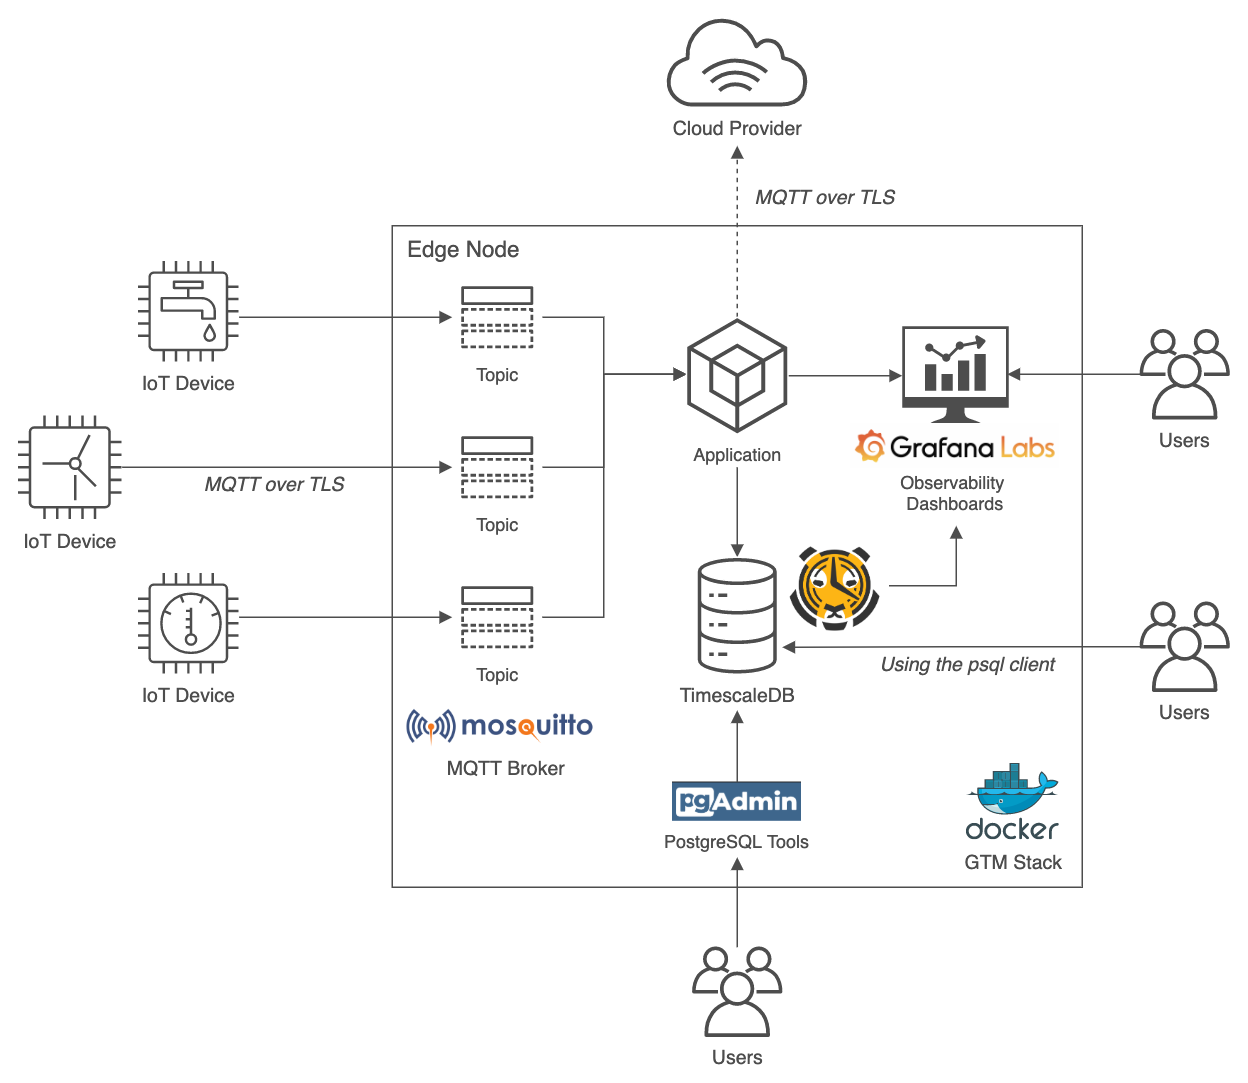 Cloud Provider
MQTT over TLS
Edge Node
IoT Device
Topic
Application
Grafana Labs
Observability
Dashboards
Users
IoT Device
MQTT over TLS
Topic
IoT Device
Topic
mosquitto
MQTT Broker
TimescaleDB
Using the psql client
Users
pgAdmin
PostgreSQL Tools
docker
GTM Stack
Users